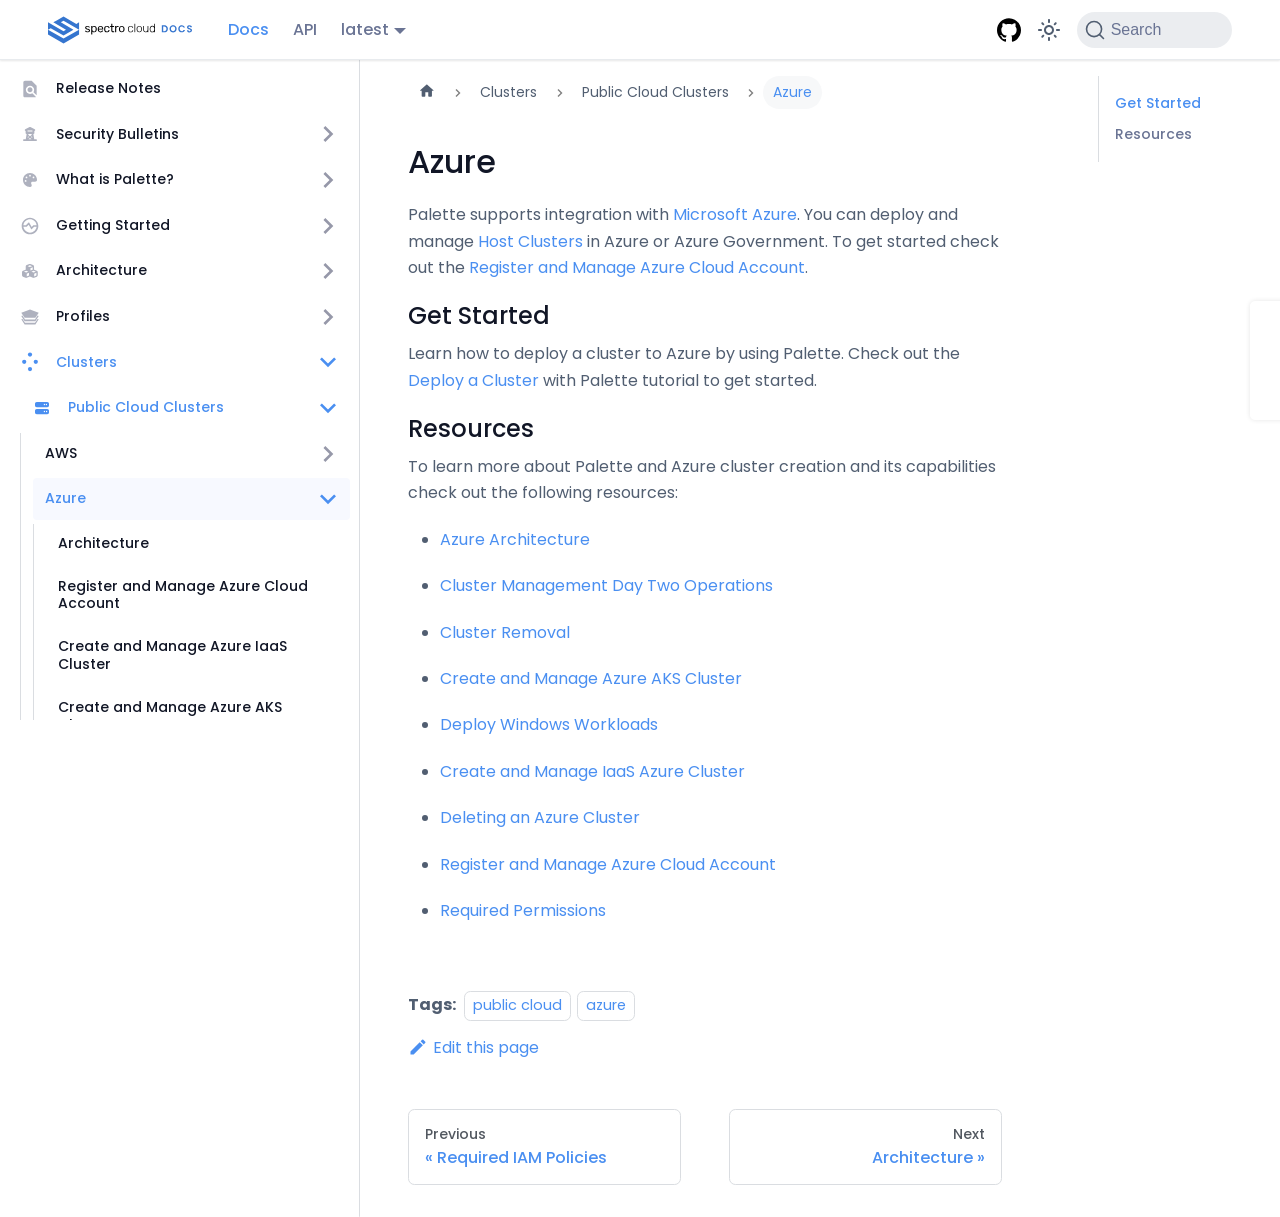 spectro cloud DOCS
Docs
API
latest
Search
Release Notes
Security Bulletins
What is Palette?
Getting Started
Architecture
Profiles
Clusters
Public Cloud Clusters
AWS
Azure
Architecture
Register and Manage Azure Cloud
Account
Create and Manage Azure IaaS
Cluster
Create and Manage Azure AKS
Clusters
Public Cloud Clusters
Azure
Azure
Palette supports integration with Microsoft Azure. You can deploy and
manage Host Clusters in Azure or Azure Government. To get started check
out the Register and Manage Azure Cloud Account.
Get Started
Learn how to deploy a cluster to Azure by using Palette. Check out the
Deploy a Cluster with Palette tutorial to get started.
Resources
To learn more about Palette and Azure cluster creation and its capabilities
check out the following resources:
Azure Architecture
Cluster Management Day Two Operations
Cluster Removal
Create and Manage Azure AKS Cluster
Deploy Windows Workloads
Create and Manage IaaS Azure Cluster
Deleting an Azure Cluster
Register and Manage Azure Cloud Account
Required Permissions
Tags: public cloud azure
Edit this page
Previous
« Required IAM Policies
Next
Architecture »
Get Started
Resources